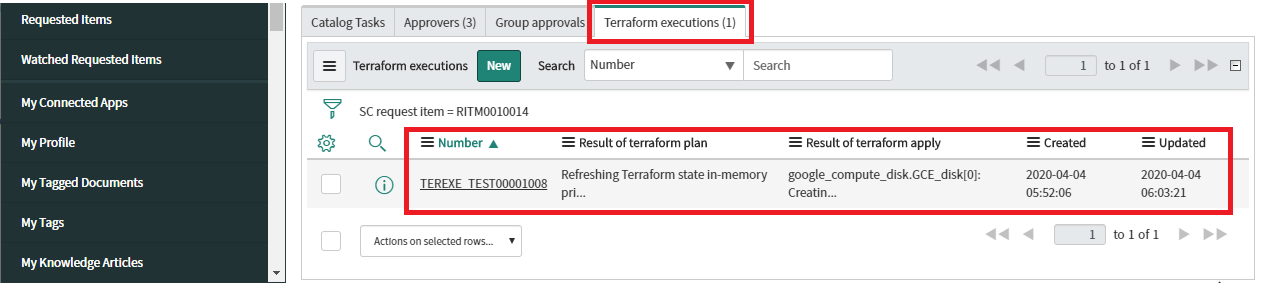 Requested Items
Watched Requested Items
My Connected Apps
My Profile
My Tagged Documents
My Tags
My Knowledge Articles
Catalog Tasks
Approvers (3)
Group approvals
Terraform executions (1)
Terraform executions
New
Search
Number
Search
1
to 1 of 1
SC request item = RITM0010014
Number
Result of terraform plan
Result of terraform apply
Created
Updated
TEREXE_TEST00001008
Refreshing Terraform state in-memory
pri...
google_compute_disk.GCE_disk[0]:
Creatin...
2020-04-04
05:52:06
2020-04-04
06:03:21
Actions on selected rows...
1
to 1 of 1